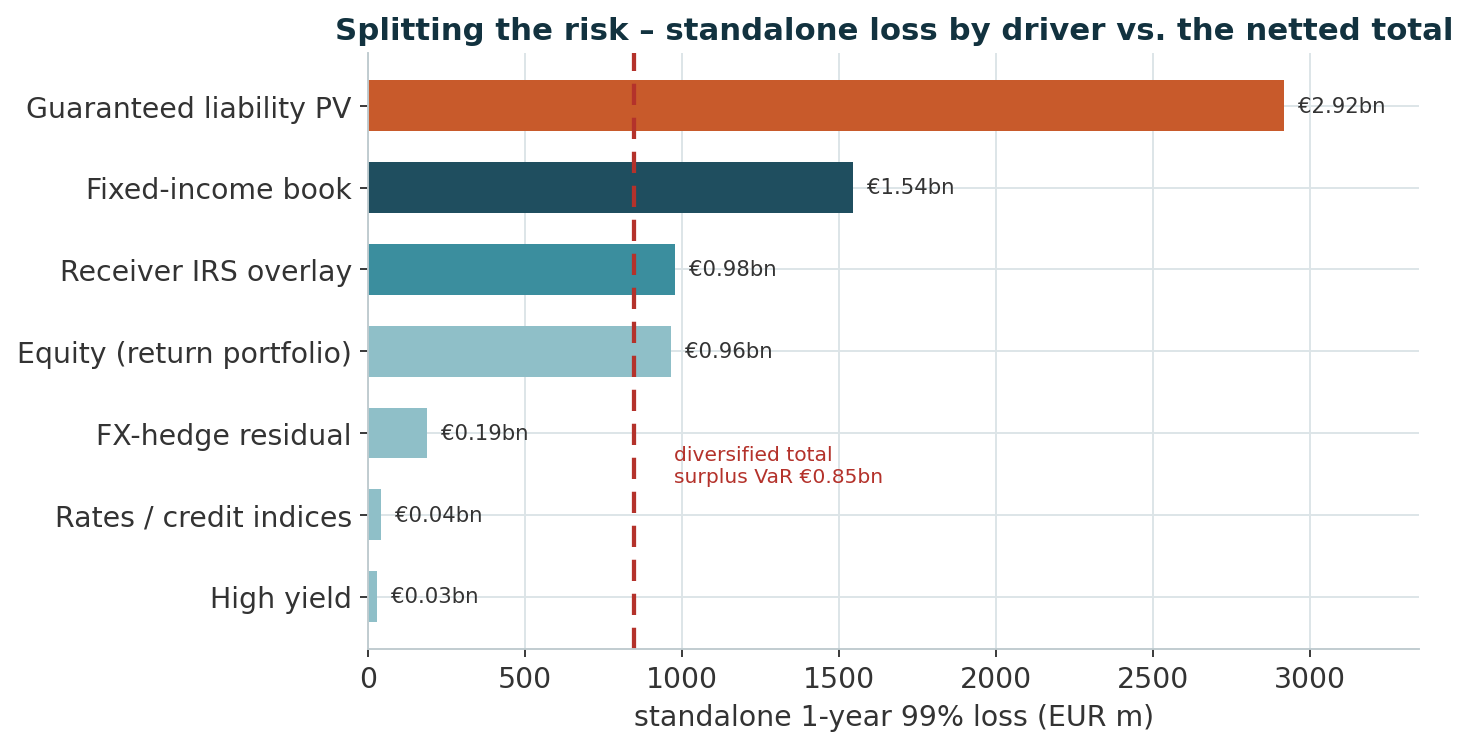 Splitting the risk – standalone loss by driver vs. the netted total
Guaranteed liability PV
€2.92bn
Fixed-income book
€1.54bn
Receiver IRS overlay
€0.98bn
Equity (return portfolio)
€0.96bn
FX-hedge residual
€0.19bn
diversified total
surplus VaR €0.85bn
Rates / credit indices
€0.04bn
High yield
€0.03bn
0 500 1000 1500 2000 2500 3000
standalone 1-year 99% loss (EUR m)